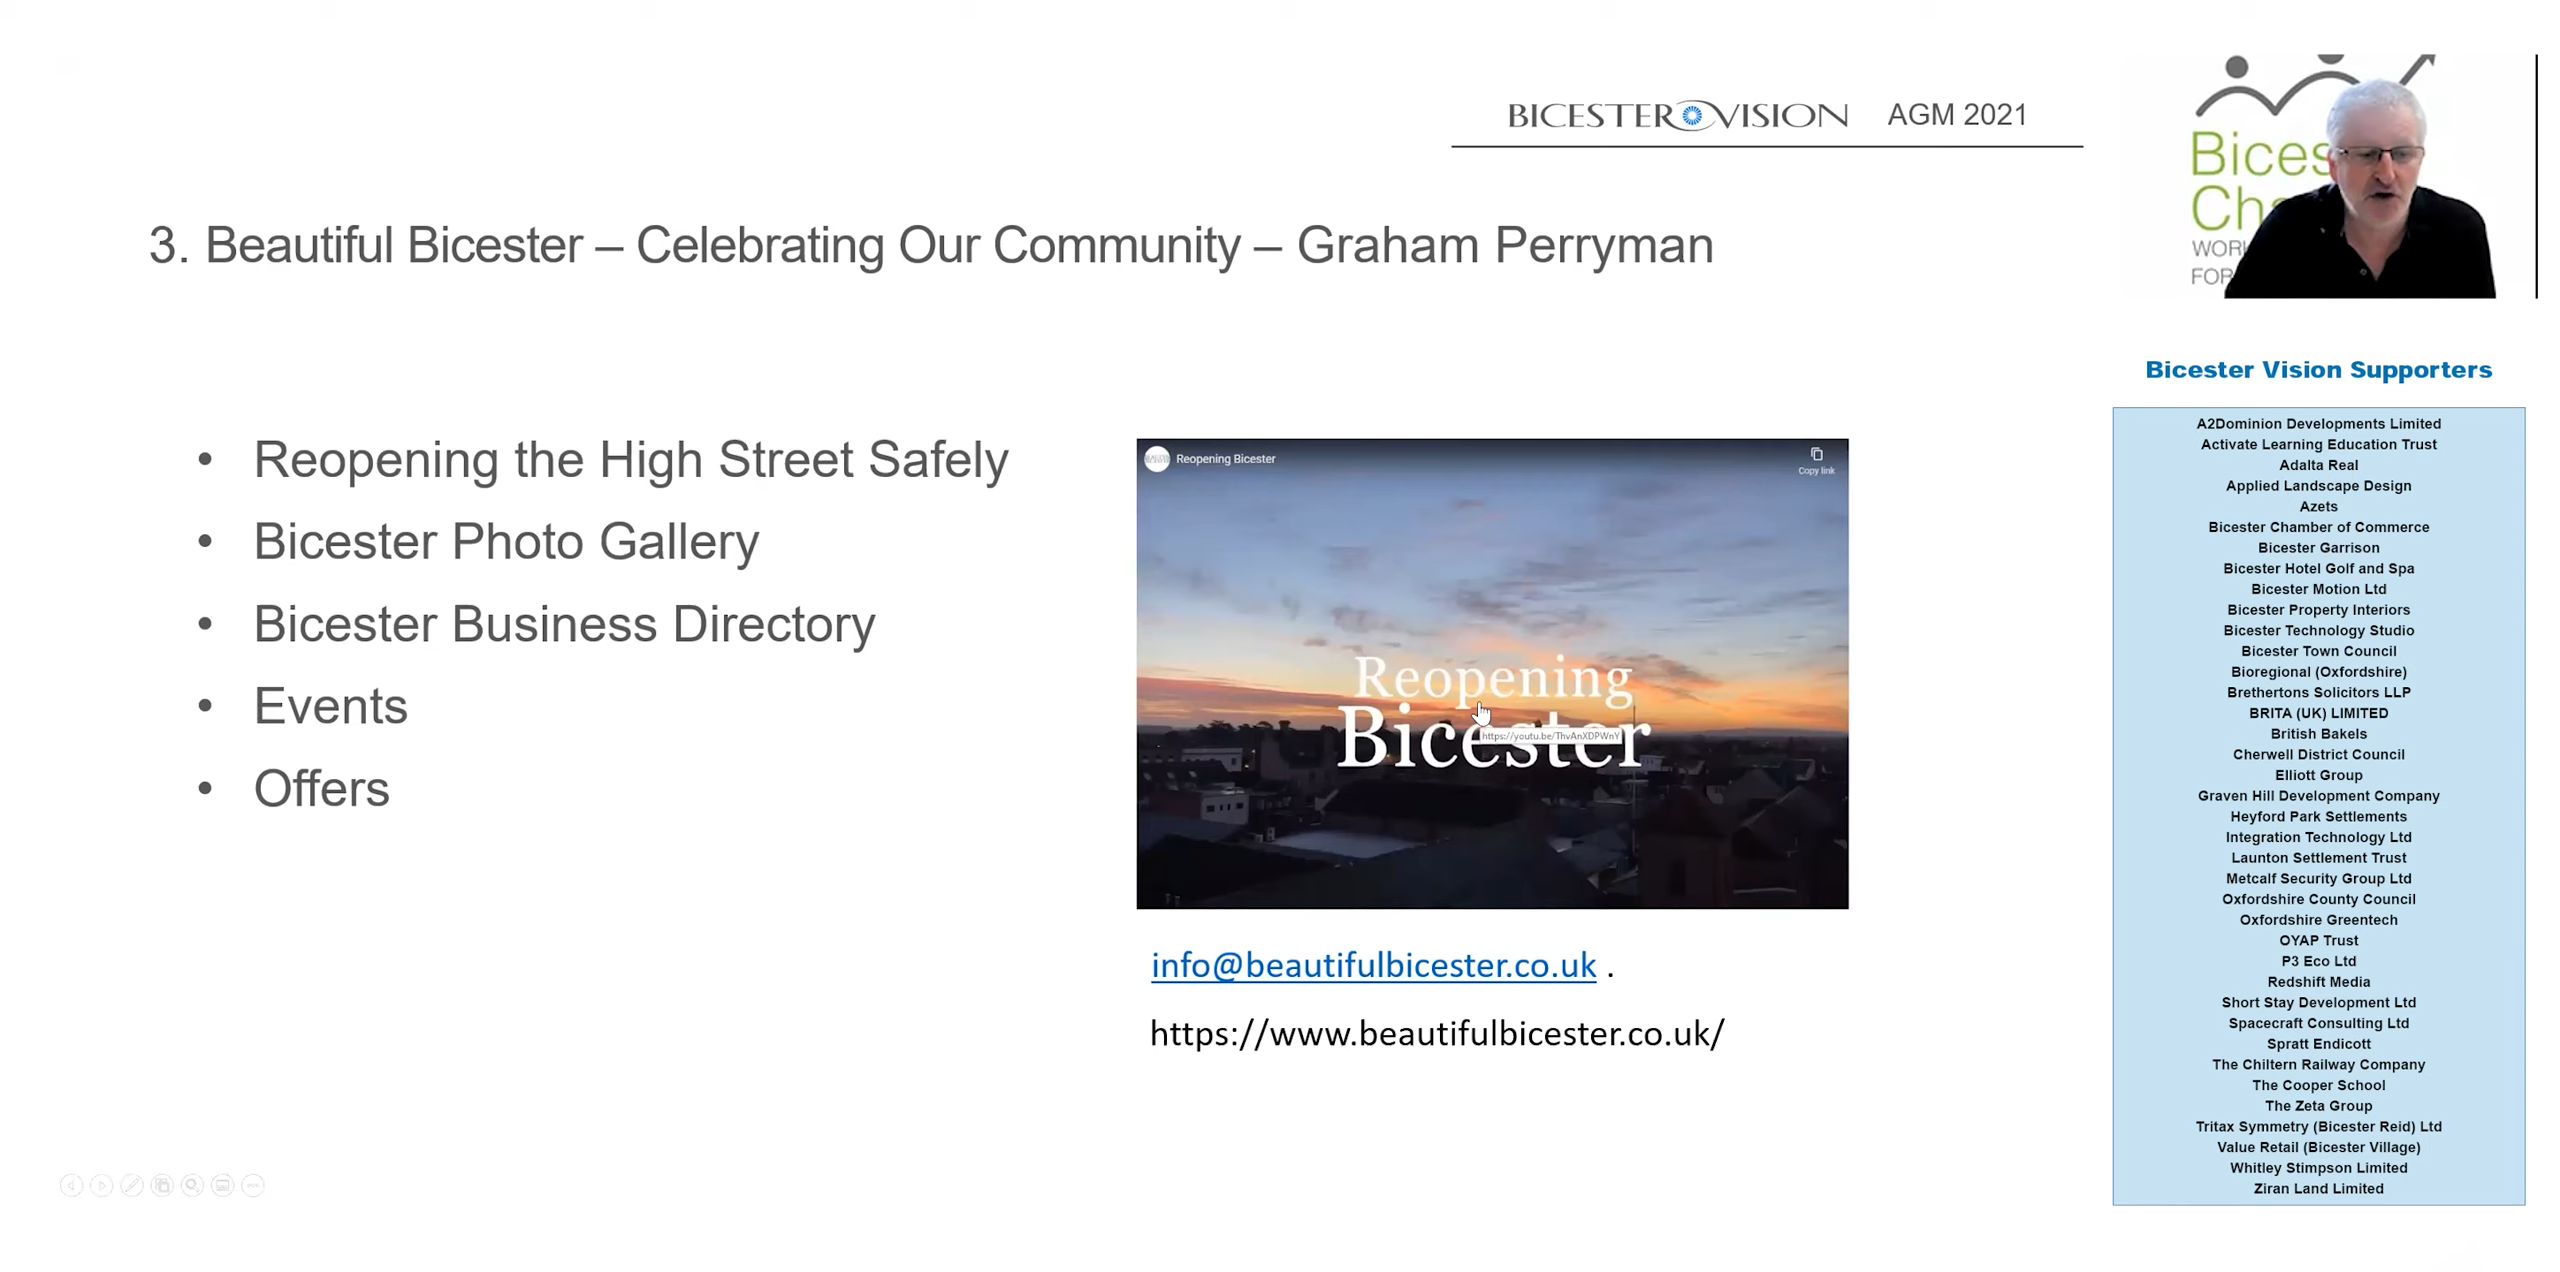 BICESTER VISION AGM 2021
Bices
Ch
WOR
FOR
3. Beautiful Bicester – Celebrating Our Community – Graham Perryman
• Reopening the High Street Safely
• Bicester Photo Gallery
• Bicester Business Directory
• Events
• Offers
Reopening Bicester
Copy link
Reopening
Bicester
https://youtu.be/ThvAnXDPWnY
info@beautifulbicester.co.uk .
https://www.beautifulbicester.co.uk/
Bicester Vision Supporters
A2Dominion Developments Limited
Activate Learning Education Trust
Adalta Real
Applied Landscape Design
Azets
Bicester Chamber of Commerce
Bicester Garrison
Bicester Hotel Golf and Spa
Bicester Motion Ltd
Bicester Property Interiors
Bicester Technology Studio
Bicester Town Council
Bioregional (Oxfordshire)
Brethertons Solicitors LLP
BRITA (UK) LIMITED
British Bakels
Cherwell District Council
Elliott Group
Graven Hill Development Company
Heyford Park Settlements
Integration Technology Ltd
Launton Settlement Trust
Metcalf Security Group Ltd
Oxfordshire County Council
Oxfordshire Greentech
OYAP Trust
P3 Eco Ltd
Redshift Media
Short Stay Development Ltd
Spacecraft Consulting Ltd
Spratt Endicott
The Chiltern Railway Company
The Cooper School
The Zeta Group
Tritax Symmetry (Bicester Reid) Ltd
Value Retail (Bicester Village)
Whitley Stimpson Limited
Ziran Land Limited